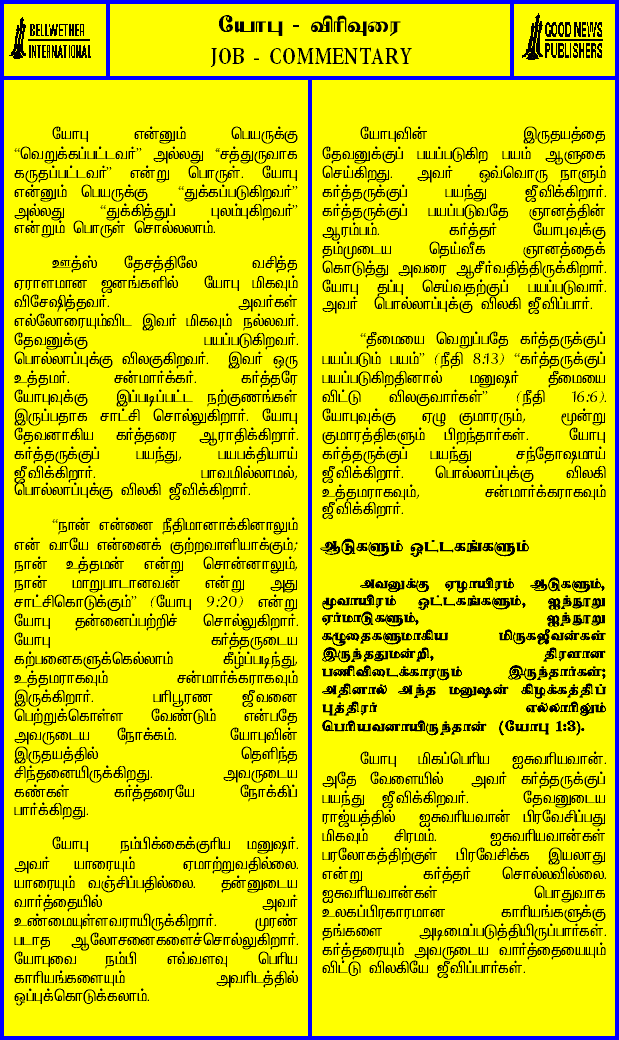 BELLWETHER
INTERNATIONAL
யோபு - விரிவுரை
JOB - COMMENTARY
GOOD NEWS
PUBLISHERS
யோபு என்னும் பெயருக்கு
“வெறுக்கப்பட்டவர்” அல்லது “சத்துருவாக
கருதப்பட்டவர்” என்று பொருள். யோபு
என்னும் பெயருக்கு “துக்கப்படுகிறவர்”
அல்லது “துக்கித்துப் புலம்புகிறவர்”
என்றும் பொருள் சொல்லலாம்.
ஊத்ஸ் தேசத்திலே வசித்த
ஏராளமான ஜனங்களில் யோபு மிகவும்
விசேஷித்தவர். அவர்கள்
எல்லோரையும்விட இவர் மிகவும் நல்லவர்.
தேவனுக்கு பயப்படுகிறவர்.
பொல்லாப்புக்கு விலகுகிறவர். இவர் ஒரு
உத்தமர். சன்மார்க்கர். கர்த்தரே
யோபுவுக்கு இப்படிப்பட்ட நற்குணங்கள்
இருப்பதாக சாட்சி சொல்லுகிறார். யோபு
தேவனாகிய கர்த்தரை ஆராதிக்கிறார்.
கர்த்தருக்குப் பயந்து, பயபக்தியாய்
ஜீவிக்கிறார். பாவமில்லாமல்,
பொல்லாப்புக்கு விலகி ஜீவிக்கிறார்.
“நான் என்னை நீதிமானாக்கினாலும்
என் வாயே என்னைக் குற்றவாளியாக்கும்;
நான் உத்தமன் என்று சொன்னாலும்,
நான் மாறுபாடானவன் என்று அது
சாட்சிகொடுக்கும்” (யோபு 9:20) என்று
யோபு தன்னைப்பற்றிச் சொல்லுகிறார்.
யோபு கர்த்தருடைய
கற்பனைகளுக்கெல்லாம் கீழ்ப்படிந்து,
உத்தமராகவும் சன்மார்க்கராகவும்
இருக்கிறார். பரிபூரண ஜீவனை
பெற்றுக்கொள்ள வேண்டும் என்பதே
அவருடைய நோக்கம். யோபுவின்
இருதயத்தில் தெளிந்த
சிந்தனையிருக்கிறது. அவருடைய
கண்கள் கர்த்தரையே நோக்கிப்
பார்க்கிறது.
யோபு நம்பிக்கைக்குரிய மனுஷர்.
அவர் யாரையும் ஏமாற்றுவதில்லை.
யாரையும் வஞ்சிப்பதில்லை. தன்னுடைய
வார்த்தையில் அவர்
உண்மையுள்ளவராயிருக்கிறார். முரண்
படாத ஆலோசனைகளைச்சொல்லுகிறார்.
யோபுவை நம்பி எவ்வளவு பெரிய
காரியங்களையும் அவரிடத்தில்
ஒப்புக்கொடுக்கலாம்.
யோபுவின் இருதயத்தை
தேவனுக்குப் பயப்படுகிற பயம் ஆளுகை
செய்கிறது. அவர் ஒவ்வொரு நாளும்
கர்த்தருக்குப் பயந்து ஜீவிக்கிறார்.
கர்த்தருக்குப் பயப்படுவதே ஞானத்தின்
ஆரம்பம். கர்த்தர் யோபுவுக்கு
தம்முடைய தெய்வீக ஞானத்தைக்
கொடுத்து அவரை ஆசீர்வதித்திருக்கிறார்.
யோபு தப்பு செய்வதற்குப் பயப்படுவார்.
அவர் பொல்லாப்புக்கு விலகி ஜீவிப்பார்.
“தீமையை வெறுப்பதே கர்த்தருக்குப்
பயப்படும் பயம்” (நீதி 8:13) “கர்த்தருக்குப்
பயப்படுகிறதினால் மனுஷர் தீமையை
விட்டு விலகுவார்கள்” (நீதி 16:6).
யோபுவுக்கு ஏழு குமாரரும், மூன்று
குமாரத்திகளும் பிறந்தார்கள். யோபு
கர்த்தருக்குப் பயந்து சந்தோஷமாய்
ஜீவிக்கிறார். பொல்லாப்புக்கு விலகி
உத்தமராகவும், சன்மார்க்கராகவும்
ஜீவிக்கிறார்.
ஆடுகளும் ஒட்டகங்களும்
அவனுக்கு ஏழாயிரம் ஆடுகளும்,
மூவாயிரம் ஒட்டகங்களும், ஐந்நூறு
ஏர்மாடுகளும், ஐந்நூறு
கழுதைகளுமாகிய மிருகஜீவன்கள்
இருந்ததுமன்றி, திரளான
பணிவிடைக்காரரும் இருந்தார்கள்;
அதினால் அந்த மனுஷன் கிழக்கத்திப்
புத்திரர் எல்லாரிலும்
பெரியவனாயிருந்தான் (யோபு 1:3).
யோபு மிகப்பெரிய ஐசுவரியவான்.
அதே வேளையில் அவர் கர்த்தருக்குப்
பயந்து ஜீவிக்கிறவர். தேவனுடைய
ராஜ்யத்தில் ஐசுவரியவான் பிரவேசிப்பது
மிகவும் சிரமம். ஐசுவரியவான்கள்
பரலோகத்திற்குள் பிரவேசிக்க இயலாது
என்று கர்த்தர் சொல்லவில்லை.
ஐசுவரியவான்கள் பொதுவாக
உலகப்பிரகாரமான காரியங்களுக்கு
தங்களை அடிமைப்படுத்தியிருப்பார்கள்.
கர்த்தரையும் அவருடைய வார்த்தையையும்
விட்டு விலகியே ஜீவிப்பார்கள்.